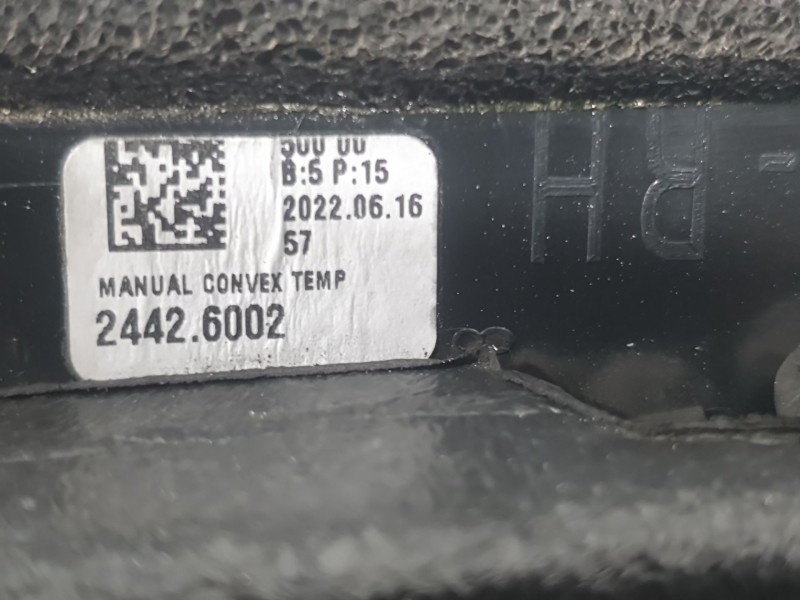 500 00
B:5 P:15
2022.06.16
57
MANUAL CONVEX TEMP
2442.6002
RH